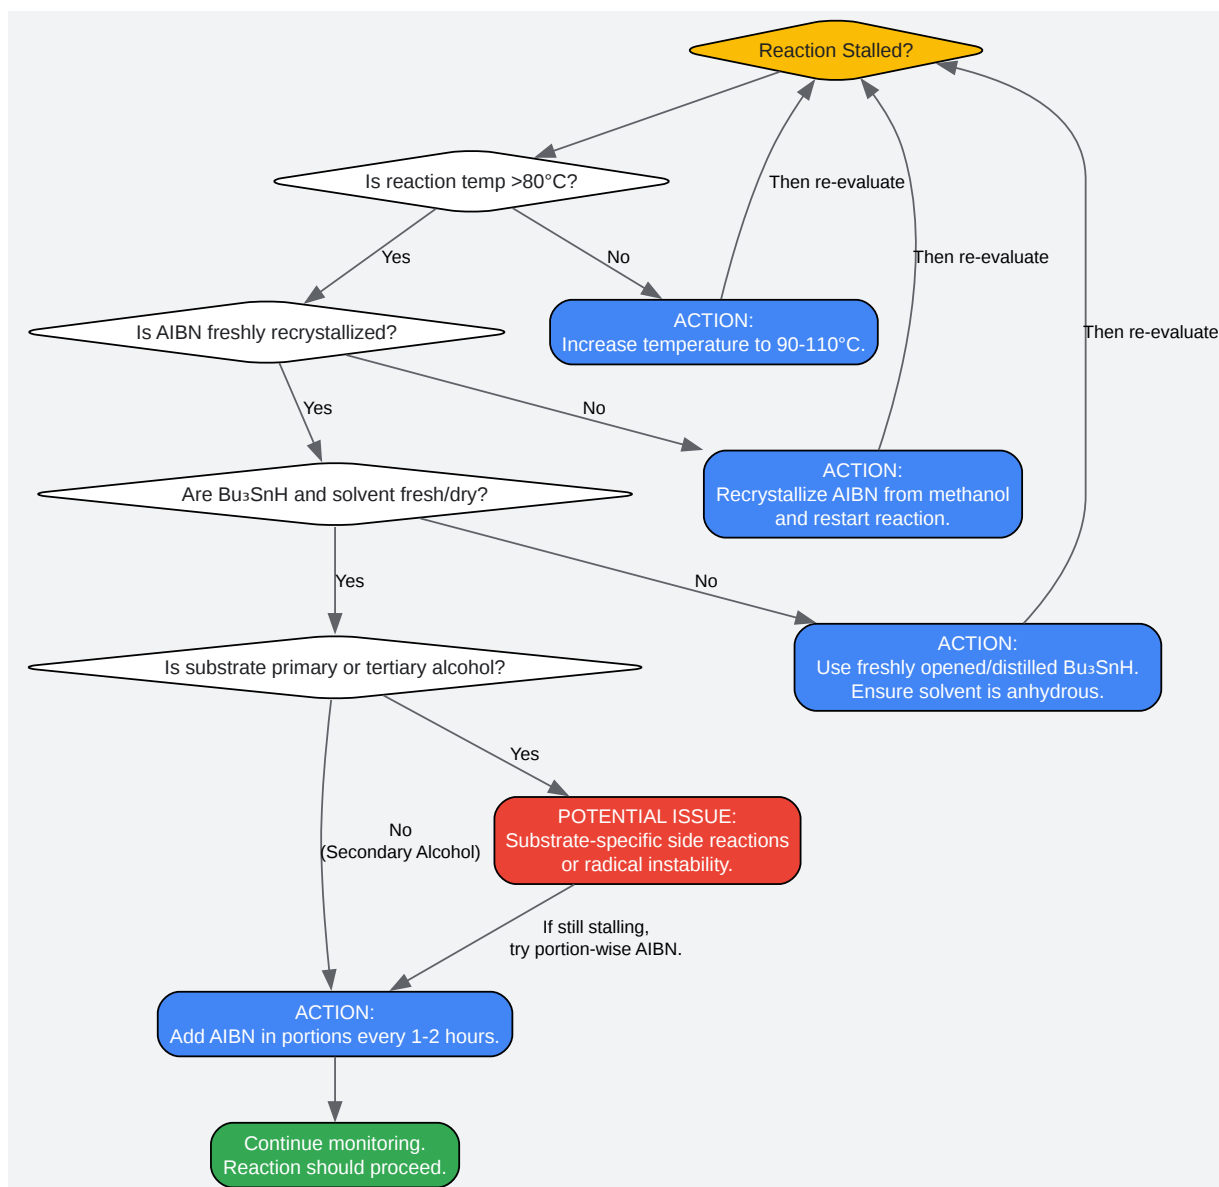 Reaction Stalled?
Is reaction temp >80°C?
Then re-evaluate
Yes
No
Then re-evaluate
ACTION:
Increase temperature to 90-110°C.
Is AIBN freshly recrystallized?
Then re-evaluate
Yes
No
ACTION:
Recrystallize AIBN from methanol
and restart reaction.
Are Bu₃SnH and solvent fresh/dry?
Yes
No
ACTION:
Use freshly opened/distilled Bu₃SnH.
Ensure solvent is anhydrous.
Is substrate primary or tertiary alcohol?
Yes
No
(Secondary Alcohol)
POTENTIAL ISSUE:
Substrate-specific side reactions
or radical instability.
If still stalling,
try portion-wise AIBN.
ACTION:
Add AIBN in portions every 1-2 hours.
Continue monitoring.
Reaction should proceed.